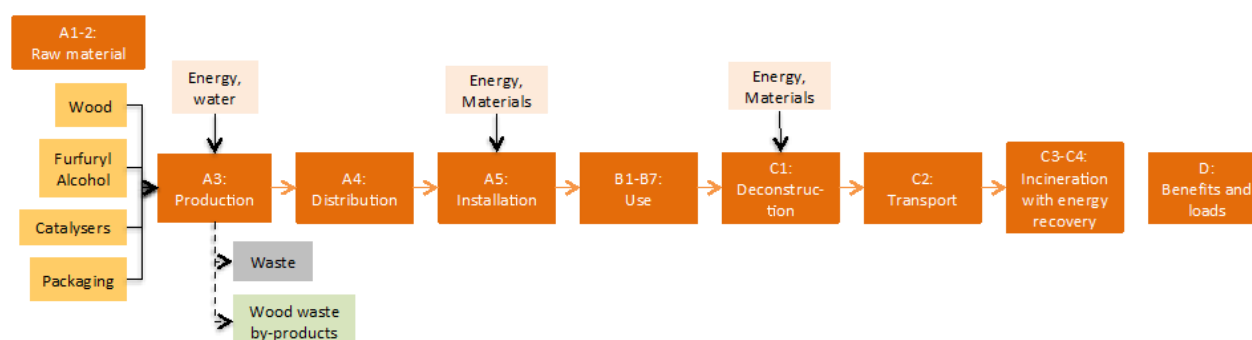 A1-2:
Raw material
Wood
Furfuryl
Alcohol
Catalysers
Packaging
Energy,
water
A3:
Production
Waste
Wood waste
by-products
A4:
Distribution
Energy,
Materials
A5:
Installation
B1-B7:
Use
Energy,
Materials
C1:
Deconstruc-
tion
C2:
Transport
C3-C4:
Incineration
with energy
recovery
D:
Benefits and
loads